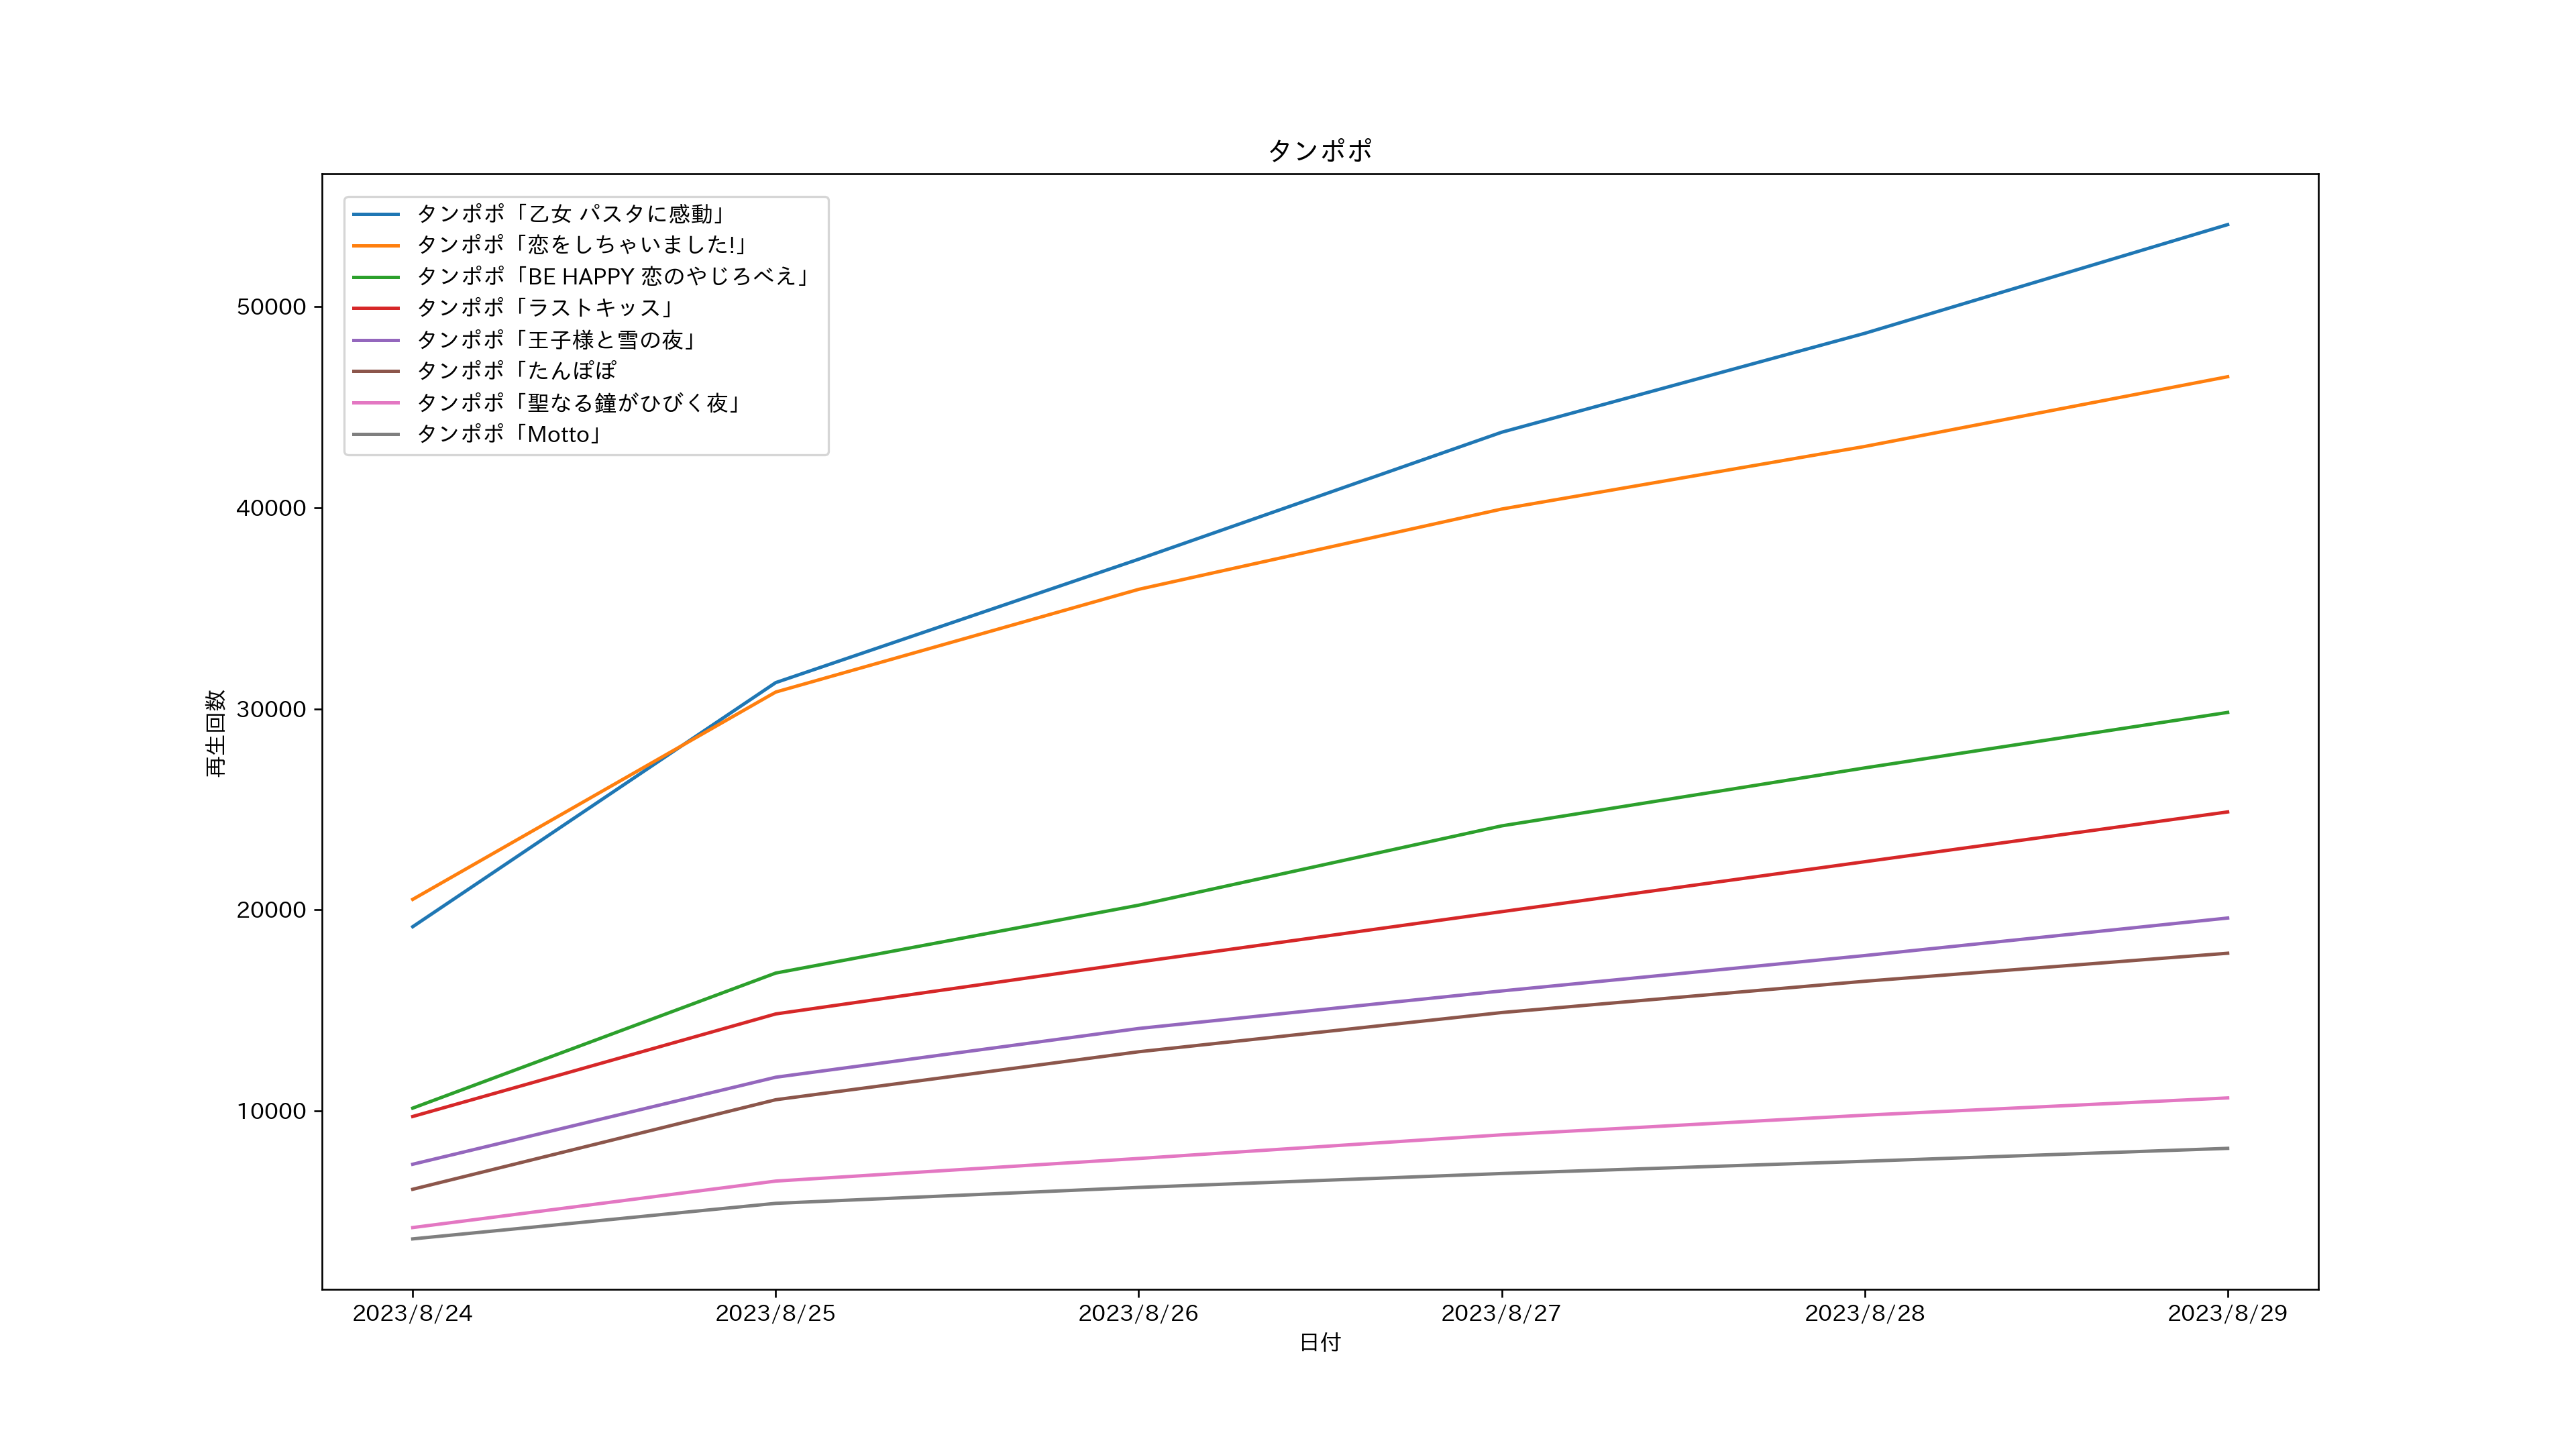 タンポポ
タンポポ「乙女 パスタに感動」
タンポポ「恋をしちゃいました!」
タンポポ「BE HAPPY 恋のやじろべえ」
タンポポ「ラストキッス」
タンポポ「王子様と雪の夜」
タンポポ「たんぽぽ
タンポポ「聖なる鐘がひびく夜」
タンポポ「Motto」
再生回数
50000
40000
30000
20000
10000
2023/8/24 2023/8/25 2023/8/26 2023/8/27 2023/8/28 2023/8/29
日付